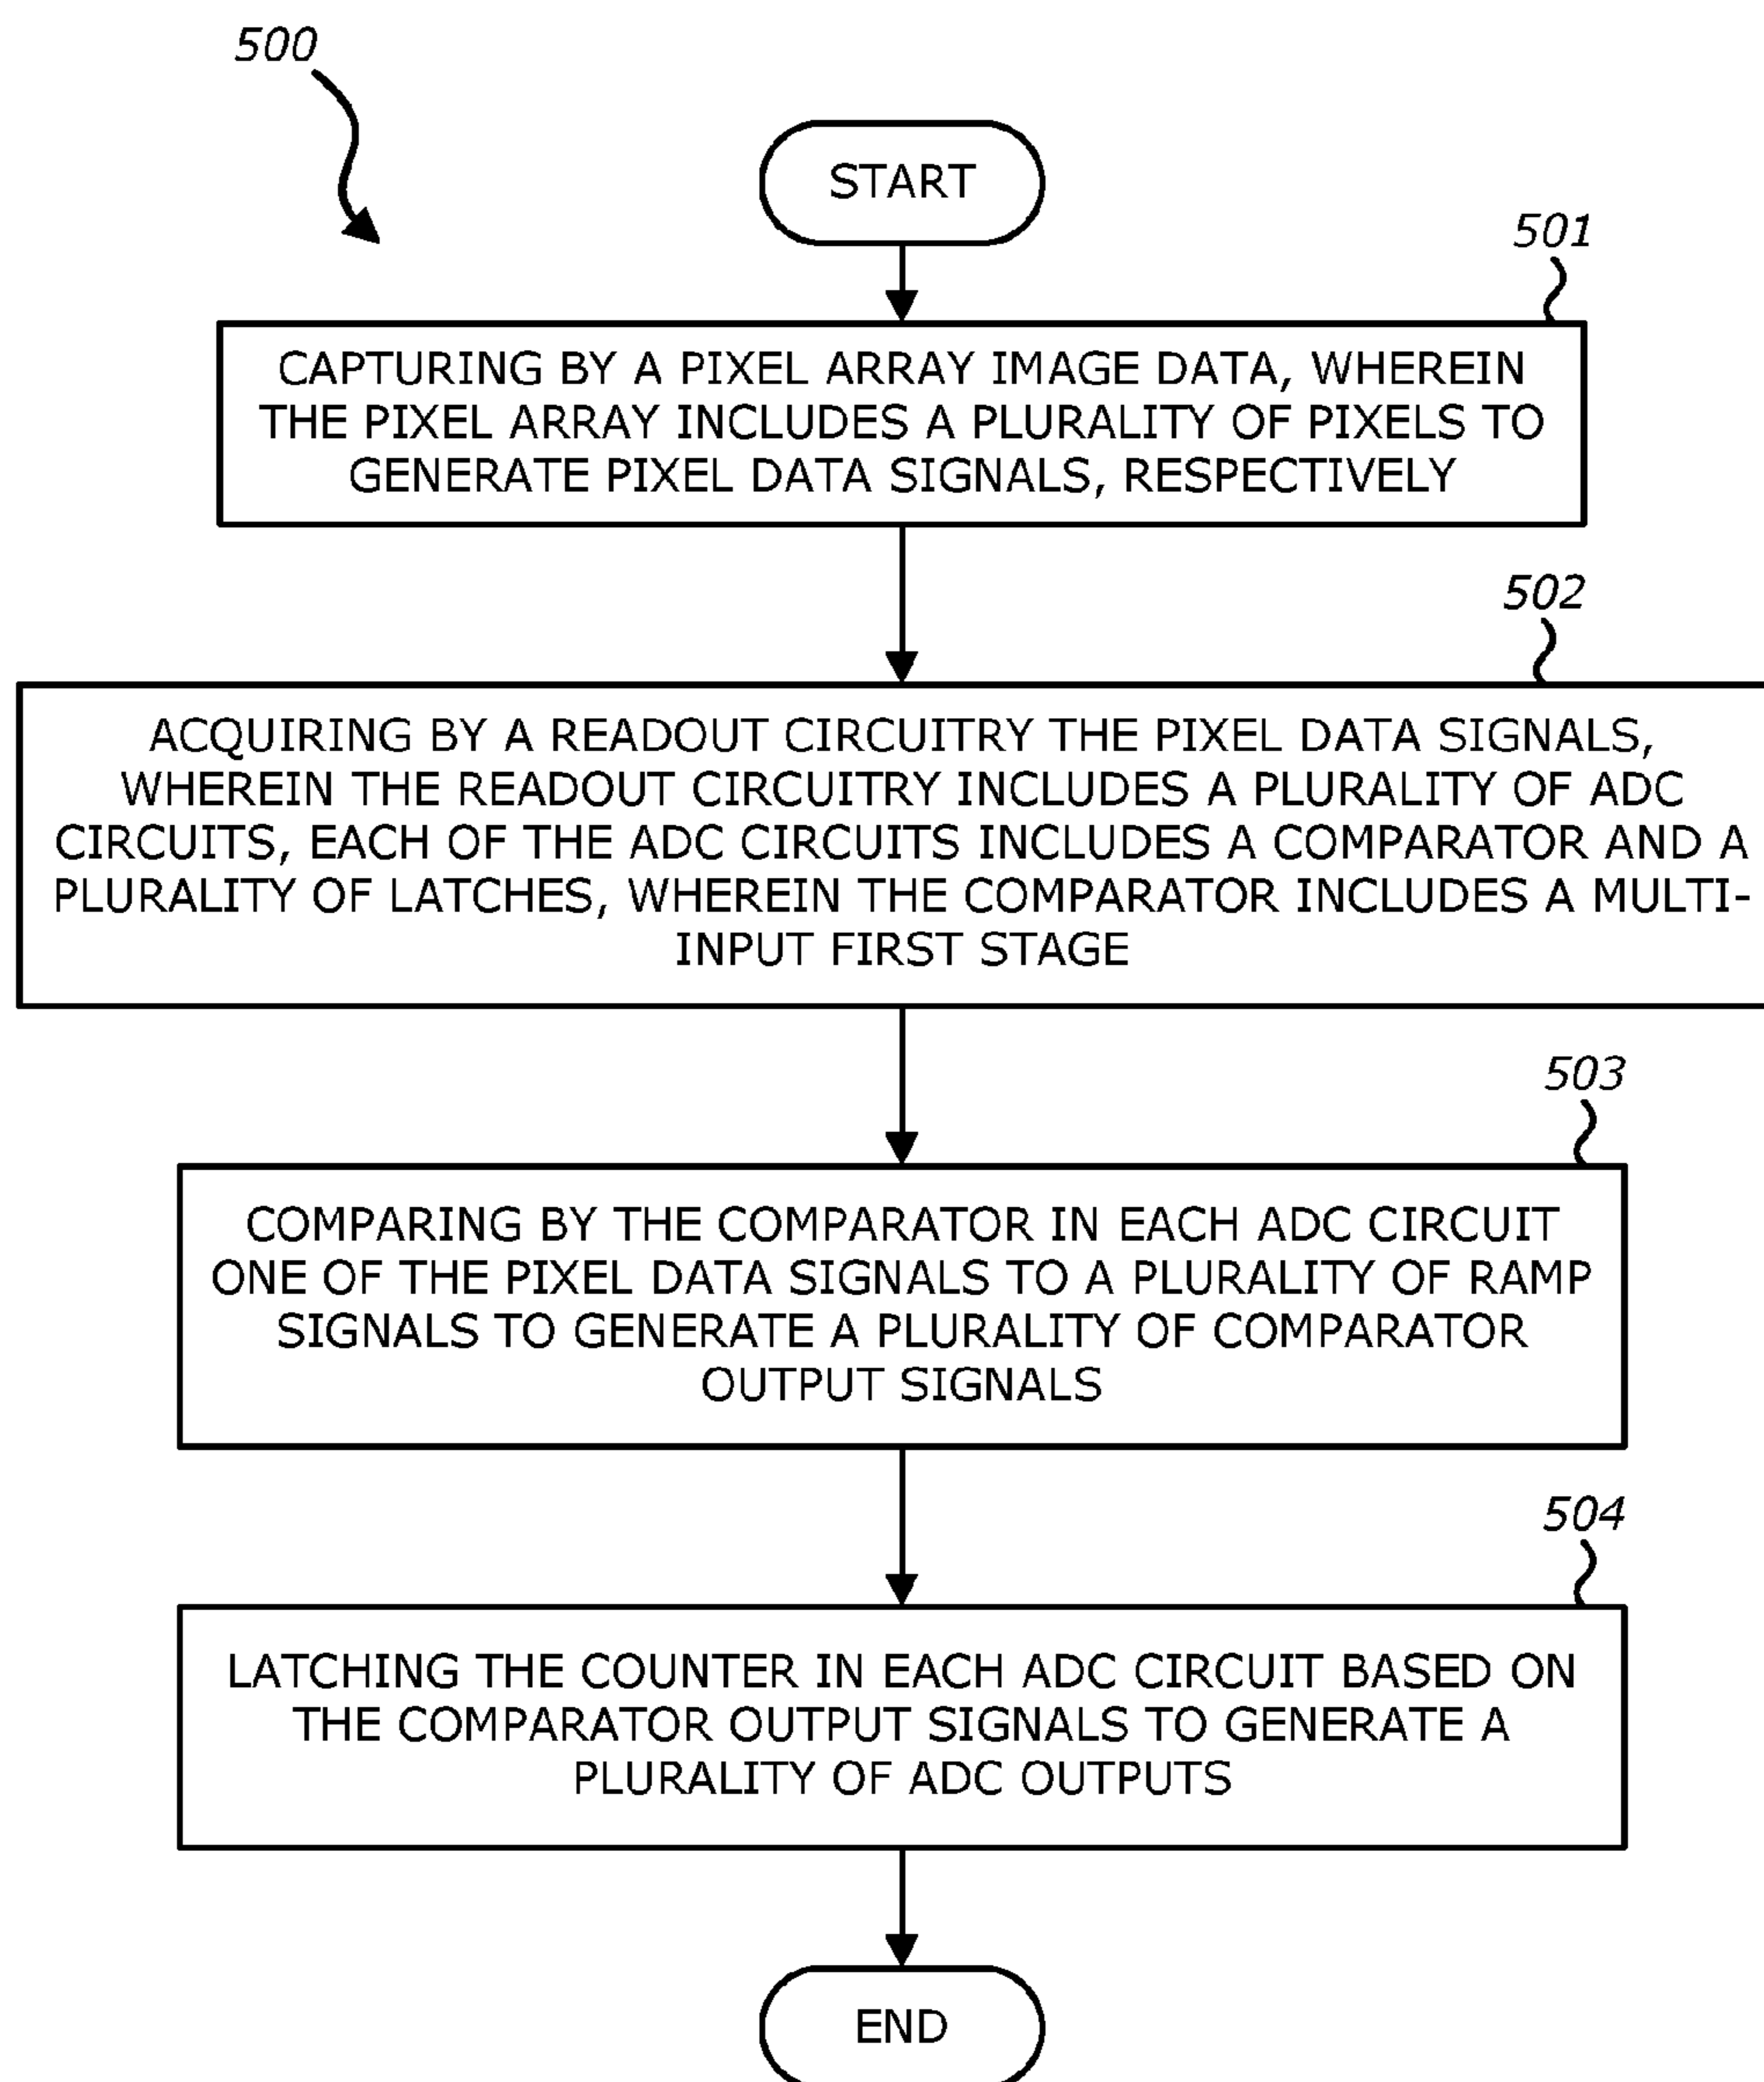 500
START
501
CAPTURING BY A PIXEL ARRAY IMAGE DATA, WHEREIN
THE PIXEL ARRAY INCLUDES A PLURALITY OF PIXELS TO
GENERATE PIXEL DATA SIGNALS, RESPECTIVELY
502
ACQUIRING BY A READOUT CIRCUITRY THE PIXEL DATA SIGNALS,
WHEREIN THE READOUT CIRCUITRY INCLUDES A PLURALITY OF ADC
CIRCUITS, EACH OF THE ADC CIRCUITS INCLUDES A COMPARATOR AND A
PLURALITY OF LATCHES, WHEREIN THE COMPARATOR INCLUDES A MULTI-
INPUT FIRST STAGE
503
COMPARING BY THE COMPARATOR IN EACH ADC CIRCUIT
ONE OF THE PIXEL DATA SIGNALS TO A PLURALITY OF RAMP
SIGNALS TO GENERATE A PLURALITY OF COMPARATOR
OUTPUT SIGNALS
504
LATCHING THE COUNTER IN EACH ADC CIRCUIT BASED ON
THE COMPARATOR OUTPUT SIGNALS TO GENERATE A
PLURALITY OF ADC OUTPUTS
END